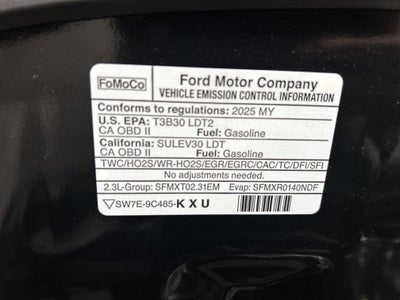 FoMoCo
Ford Motor Company
VEHICLE EMISSION CONTROL INFORMATION
Conforms to regulations: 2025 MY
U.S. EPA: T3B30 LDT2
CA OBD II Fuel: Gasoline
California: SULEV30 LDT
CA OBD II Fuel: Gasoline
TWC/HO2S/WR-HO2S/EGR/EGRC/CAC/TC/DFI/SFI
No adjustments needed.
2.3L-Group: SFMXT02.31EM Evap: SFMXR0140NDF
SW7E-9C485-K X U